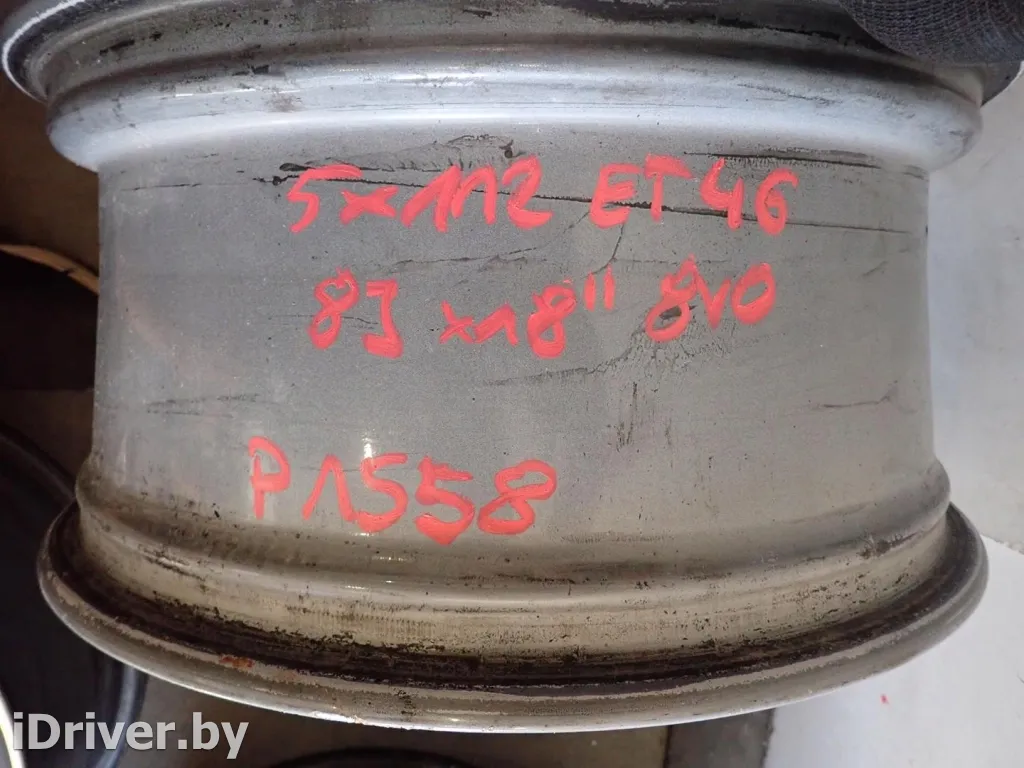 5x112 ET46
8J x18" 8V0
P1558
iDriver.by